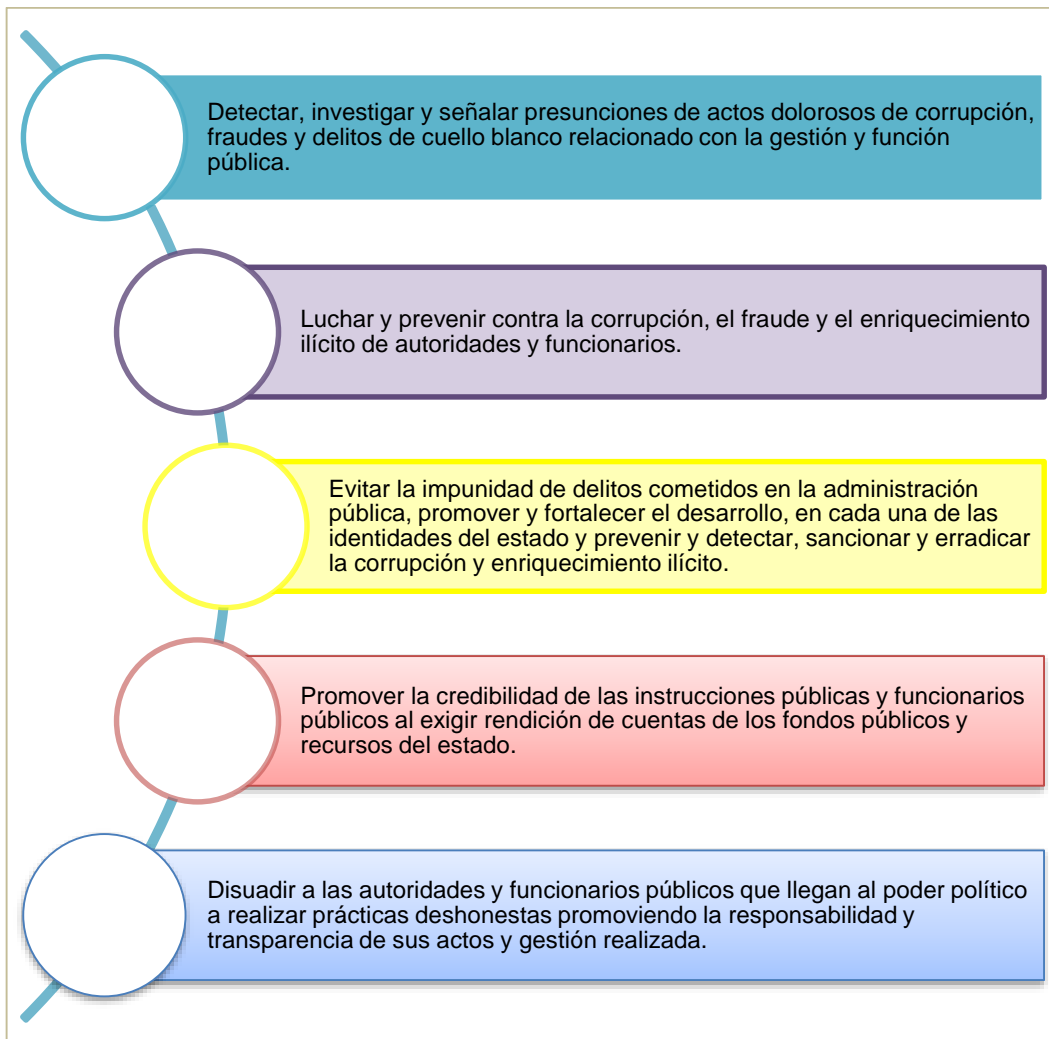 Detectar, investigar y señalar presunciones de actos dolorosos de corrupción,
fraudes y delitos de cuello blanco relacionado con la gestión y función
pública.
Luchar y prevenir contra la corrupción, el fraude y el enriquecimiento
ilícito de autoridades y funcionarios.
Evitar la impunidad de delitos cometidos en la administración
pública, promover y fortalecer el desarrollo, en cada una de las
identidades del estado y prevenir y detectar, sancionar y erradicar
la corrupción y enriquecimiento ilícito.
Promover la credibilidad de las instrucciones públicas y funcionarios
públicos al exigir rendición de cuentas de los fondos públicos y
recursos del estado.
Disuadir a las autoridades y funcionarios públicos que llegan al poder político
a realizar prácticas deshonestas promoviendo la responsabilidad y
transparencia de sus actos y gestión realizada.